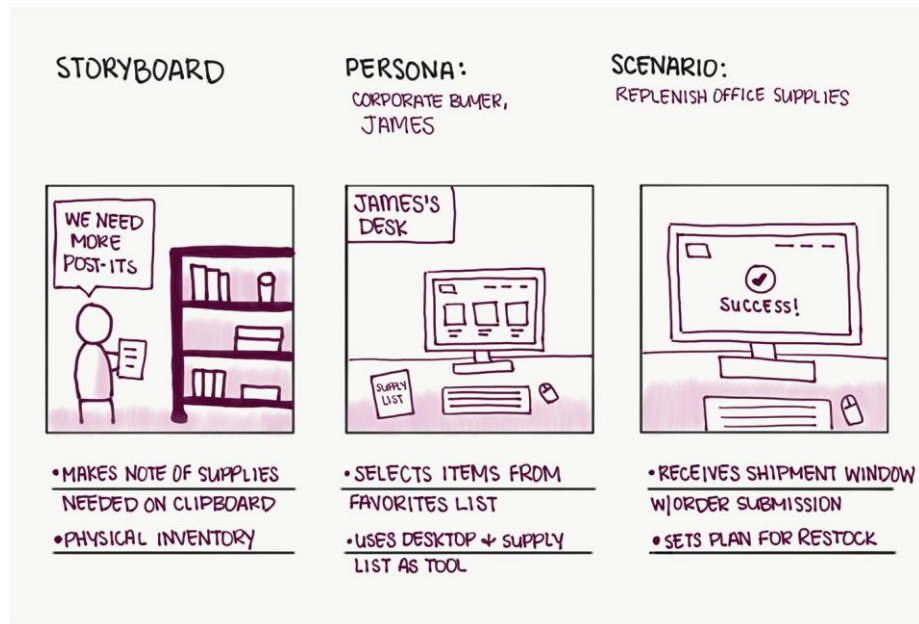 STORYBOARD
PERSONA:
CORPORATE BUMER,
JAMES
SCENARIO:
REPLENISH OFFICE SUPPLIES
WE NEED
MORE
POST-ITS
JAMES'S
DESK
SUPPLY
LIST
SUCCESS!
•MAKES NOTE OF SUPPLIES
NEEDED ON CLIPBOARD
•PHYSICAL INVENTORY
•SELECTS ITEMS FROM
FAVORITES LIST
•USES DESKTOP & SUPPLY
LIST AS TOOL
•RECEIVES SHIPMENT WINDOW
W/ORDER SUBMISSION
•SETS PLAN FOR RESTOCK